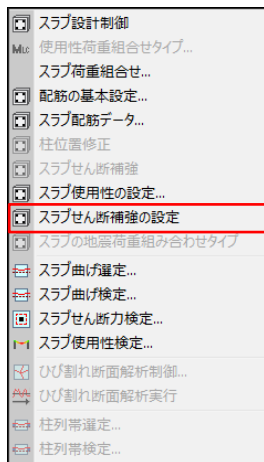 スラブ設計制御
MLC 使用性荷重組合せタイプ...
スラブ荷重組合せ...
配筋の基本設定...
スラブ配筋データ...
柱位置修正
スラブせん断補強
スラブ使用性の設定...
スラブせん断補強の設定
スラブの地震荷重組み合わせタイプ
スラブ曲げ選定...
スラブ曲げ検定...
スラブせん断力検定...
スラブ使用性検定...
ひび割れ断面解析制御...
ひび割れ断面解析実行
柱列帯選定...
柱列帯検定...